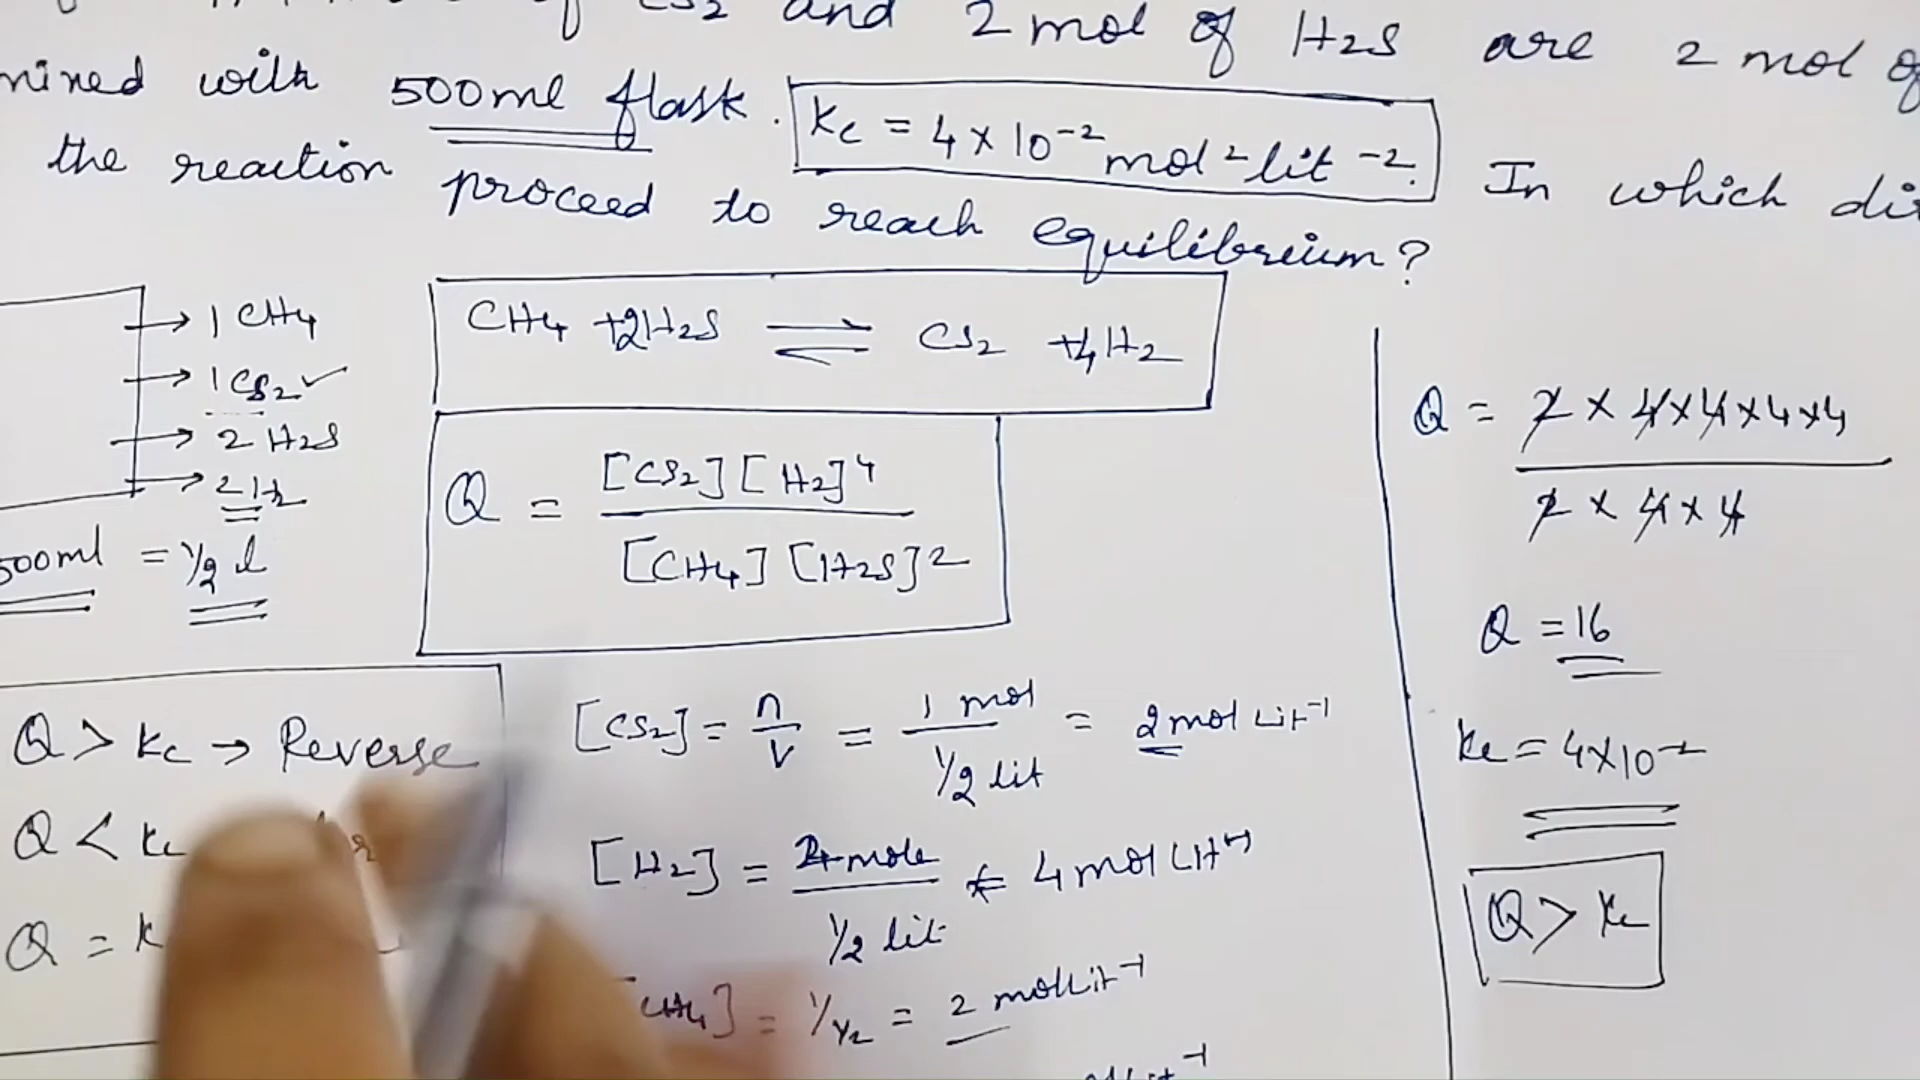 CS2 and 2 mol of H2S are 2 mol of
mixed with 500ml flask. Kc = 4 × 10⁻² mol² lit⁻². In which
the reaction proceed to reach equilibrium?
→ 1 CH4
→ 1 CS2 ✓
→ 2 H2S
→ 2 H2
500ml = 1/2 l
CH4 + 2H2S ⇌ CS2 + 4H2
Q = [CS2][H2]⁴ / [CH4][H2S]²
Q > Kc → Reverse
Q < Kc
Q = K
[CS2] = n/V = 1 mol / 1/2 lit = 2 mol Lit⁻¹
[H2] = 2 mole / 1/2 lit = 4 mol Lit⁻¹
[CH4] = 1/1/2 = 2 mol Lit⁻¹
Q = 2 × 4 × 4 × 4 × 4 / 2 × 4 × 4
Q = 16
Kc = 4×10⁻²
Q > Kc